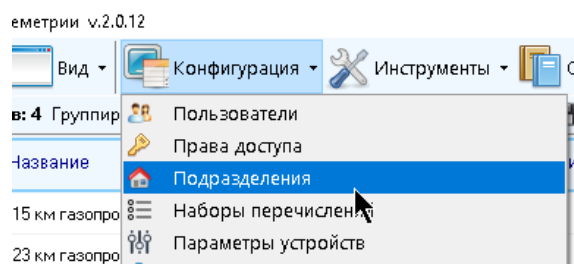 еметрии v.2.0.12
Вид Конфигурация Инструменты
в: 4 Группир
Название
Пользователи
Права доступа
Подразделения
15 км газопро
Наборы перечислений
23 км газопро
Параметры устройств